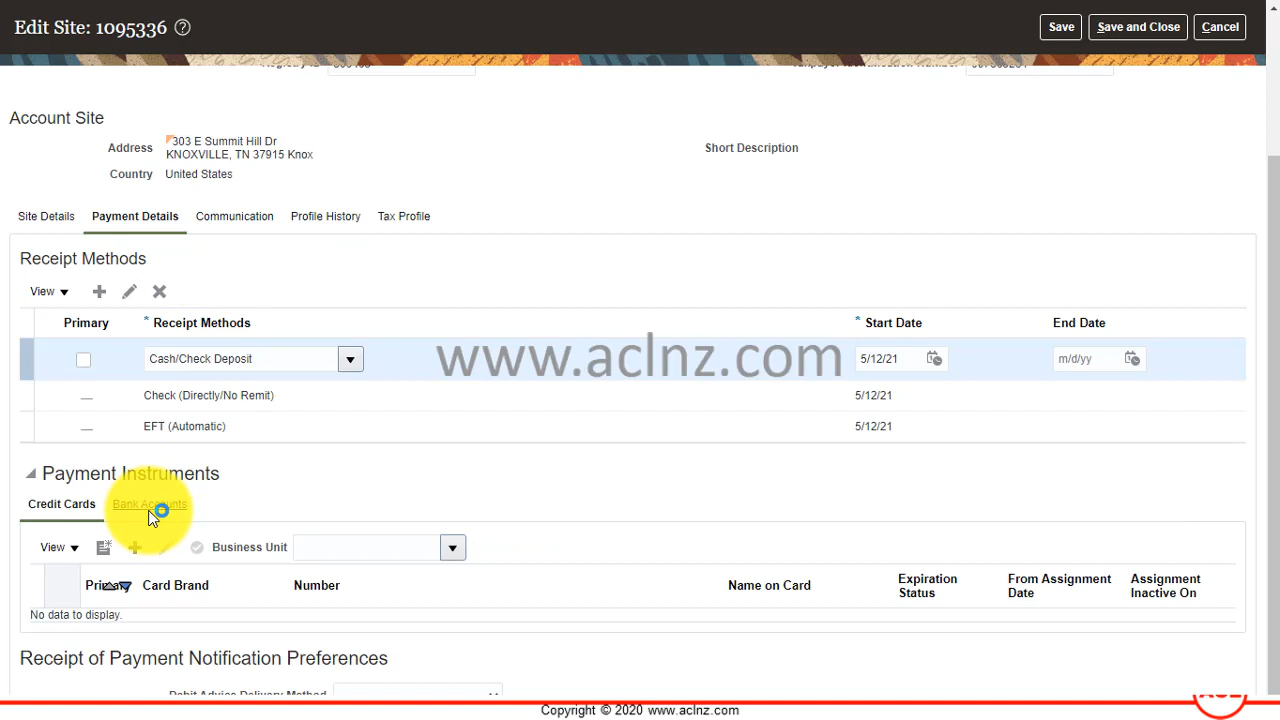 Edit Site: 1095336
Save
Save and Close
Cancel
Account Site
Address
303 E Summit Hill Dr
KNOXVILLE, TN 37915 Knox
Country
United States
Short Description
Site Details
Payment Details
Communication
Profile History
Tax Profile
Receipt Methods
View
Primary
* Receipt Methods
* Start Date
End Date
Cash/Check Deposit
5/12/21
m/d/yy
www.aclnz.com
Check (Directly/No Remit)
5/12/21
EFT (Automatic)
5/12/21
Payment Instruments
Credit Cards
Bank Accounts
View
Business Unit
Primary
Card Brand
Number
Name on Card
Expiration Status
From Assignment Date
Assignment Inactive On
No data to display.
Receipt of Payment Notification Preferences
Debit Advice Delivery Method
Copyright © 2020 www.aclnz.com